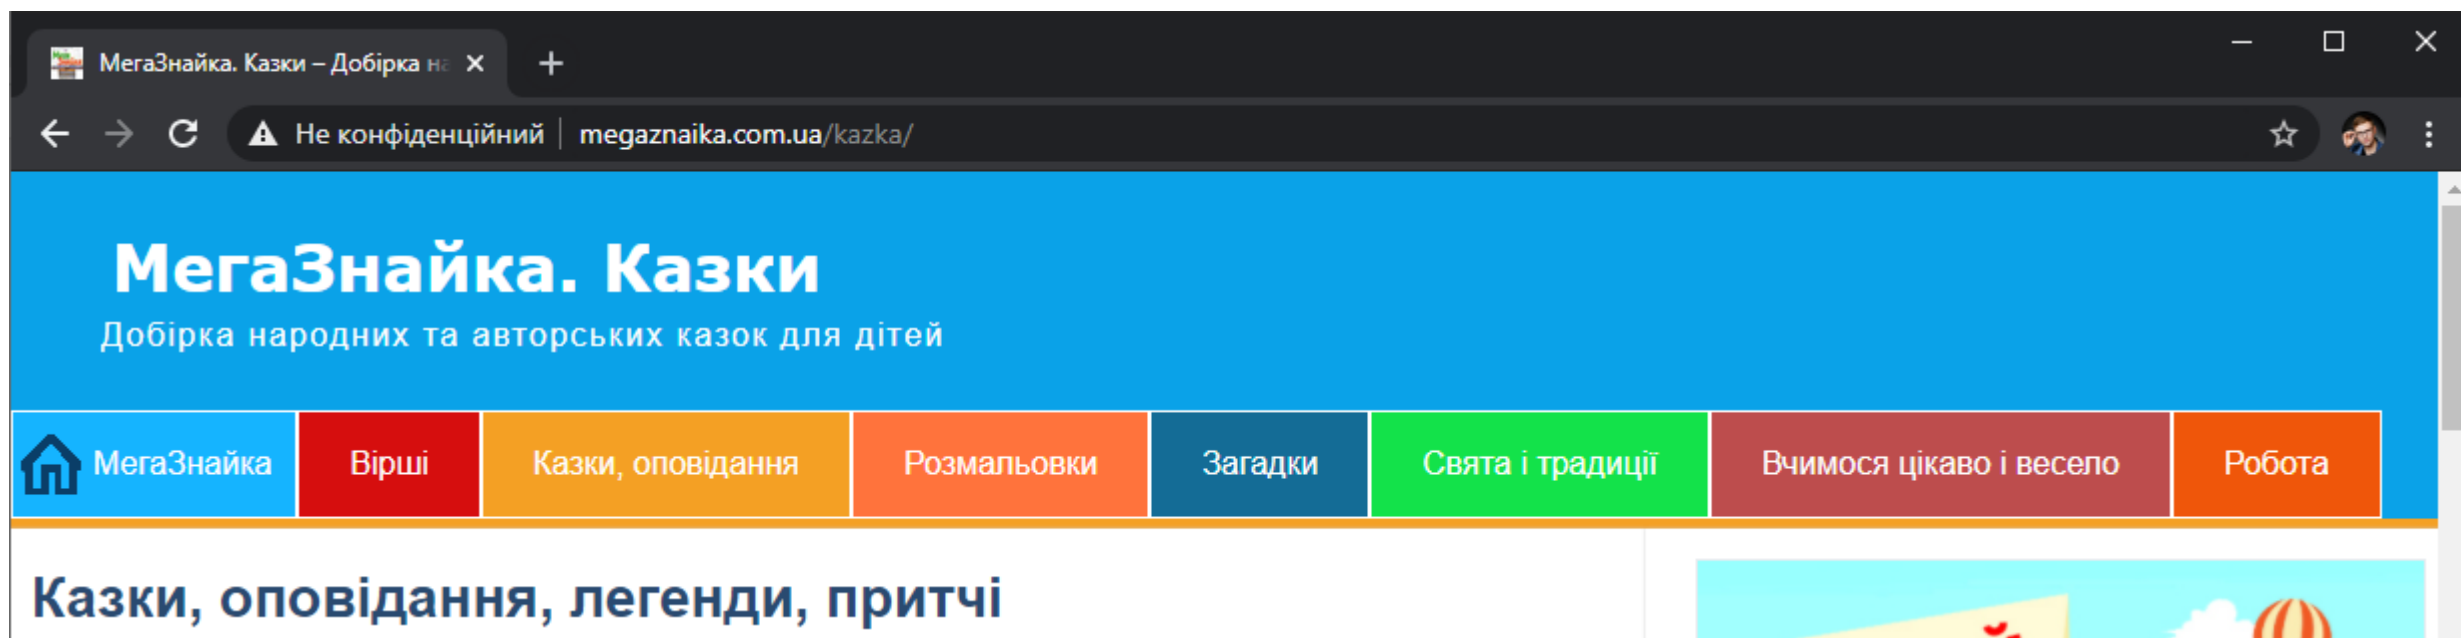 МегаЗнайка. Казки – Добірка на
Не конфіденційний megaznaika.com.ua/kazka/
МегаЗнайка. Казки
Добірка народних та авторських казок для дітей
МегаЗнайка Вірші Казки, оповідання Розмальовки Загадки Свята і традиції Вчимося цікаво і весело Робота
Казки, оповідання, легенди, притчі